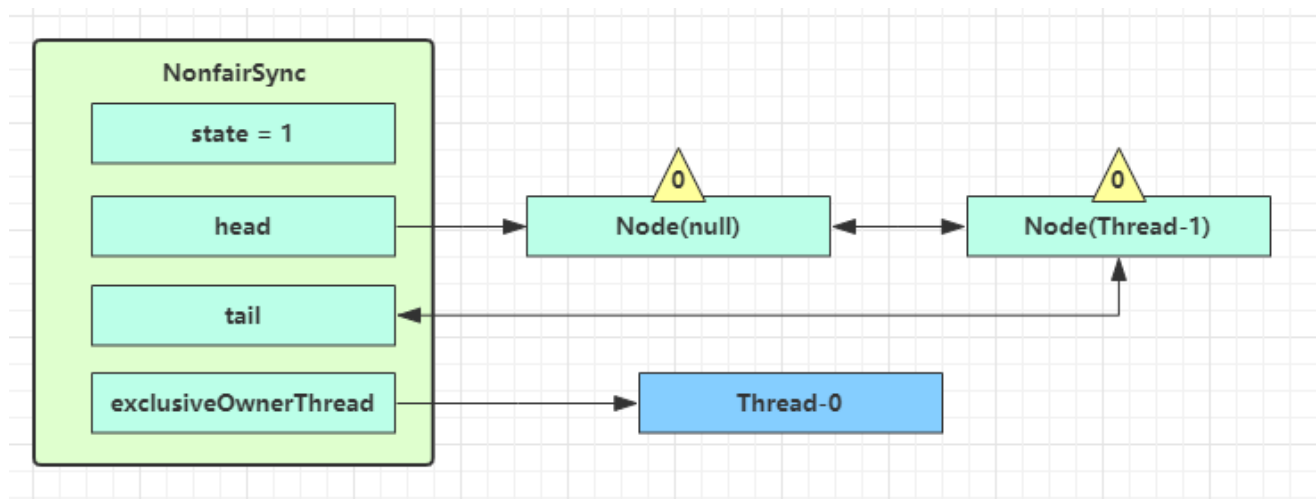 NonfairSync
state = 1
head
tail
exclusiveOwnerThread
0
Node(null)
0
Node(Thread-1)
Thread-0